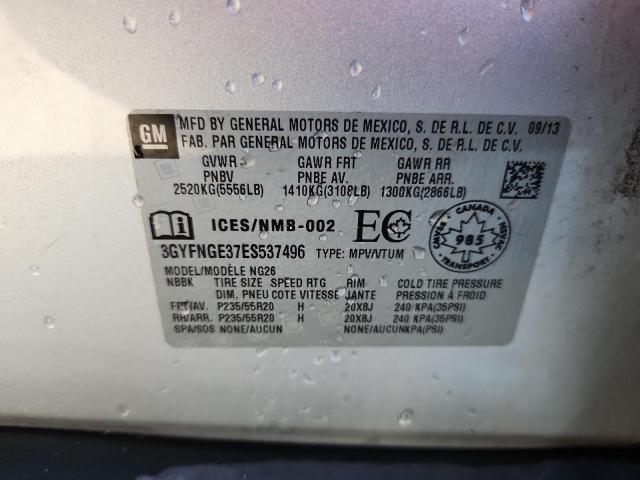 GM
MFD BY GENERAL MOTORS DE MEXICO, S. DE R.L. DE C.V. 09/13
FAB. PAR GENERAL MOTORS DE MEXICO, S. DE R.L. DE C.V.
GVWR GAWR FRT GAWR RR
PNBV PNBE AV. PNBE ARR.
2520KG(5556LB) 1410KG(3108LB) 1300KG(2866LB)
ICES/NMB-002 EC
CANADA
985
3GYFNGE37ES537496 TYPE: MPV/VTUM
MODEL/MODÈLE NG26
NBBK TIRE SIZE SPEED RTG RIM COLD TIRE PRESSURE
DIM. PNEU COTE VITESSE JANTE PRESSION À FROID
FRT/AV. P235/55R20 H 20X8J 240 KPA(35PSI)
RR/ARR. P235/55R20 H 20X8J 240 KPA(35PSI)
SPA/SOS NONE/AUCUN NONE/AUCUNKPA(PSI)